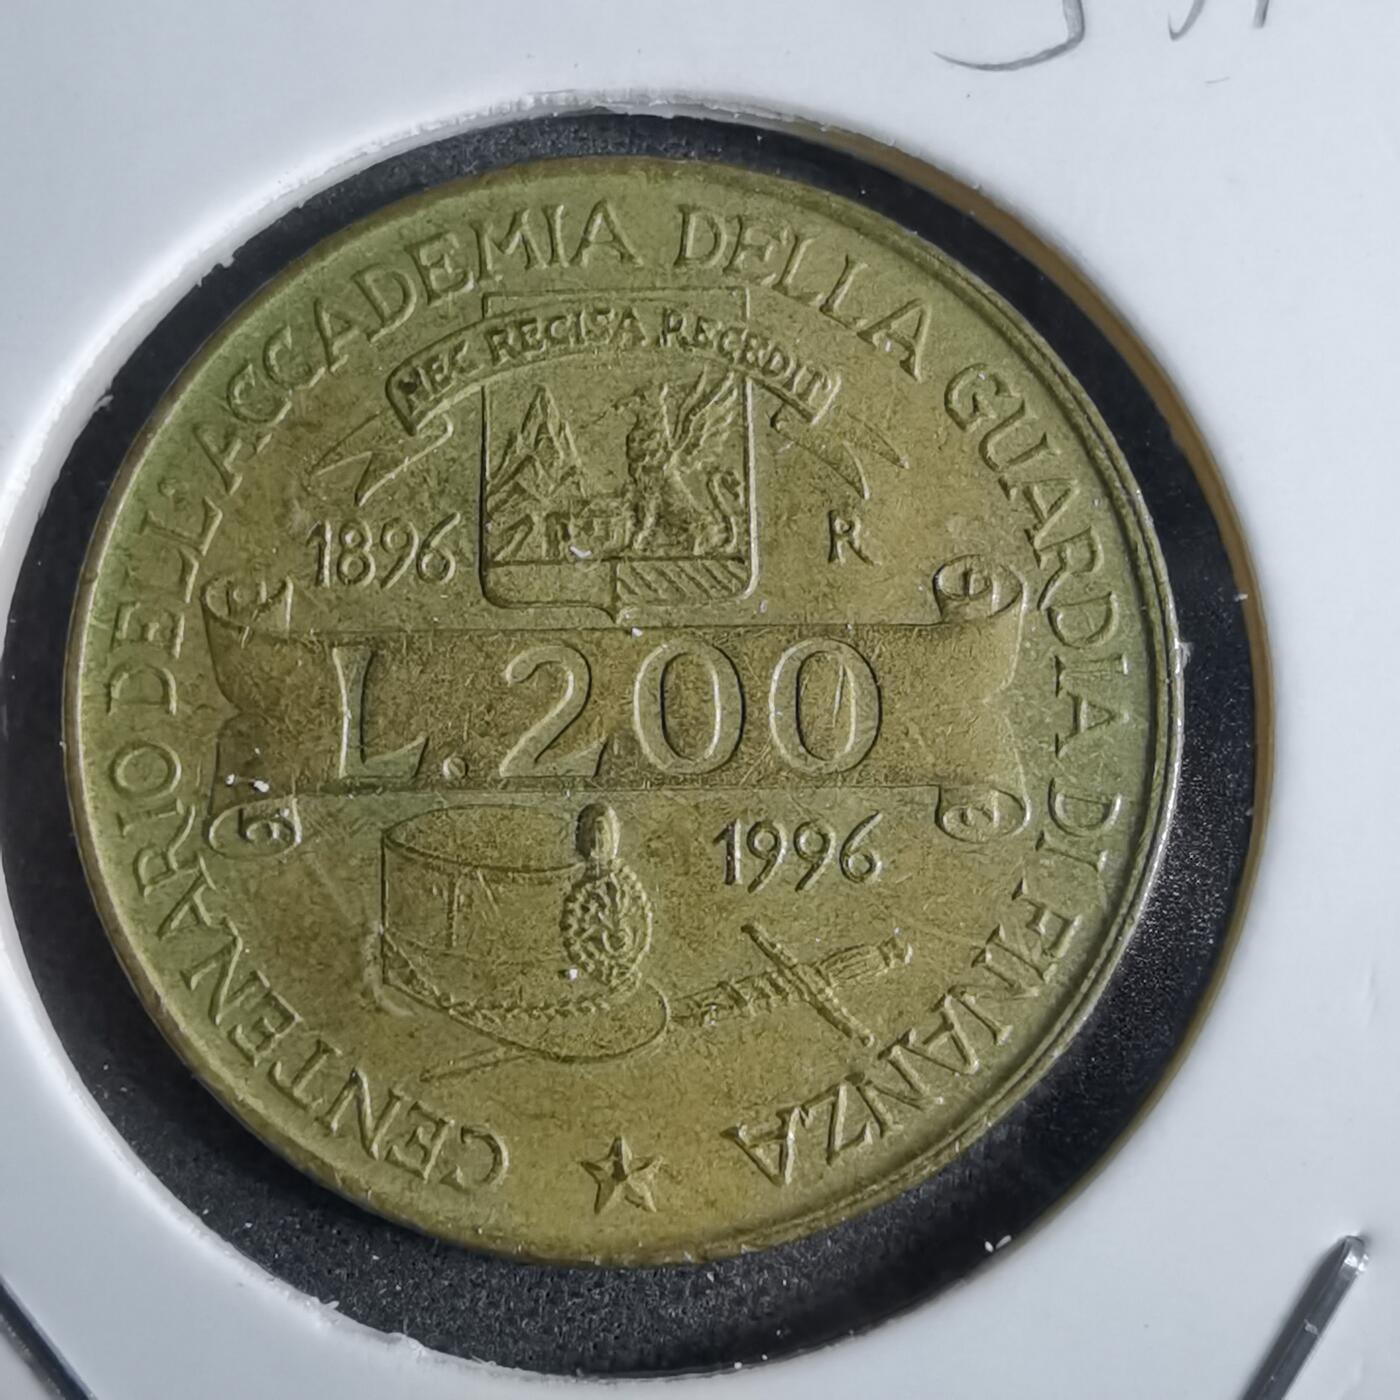 CENTENARIO DELL ACCADEMIA DELLA GUARDIA DI FINANZA
NEC RECISA RECEDIT
1896
R
L.200
1996